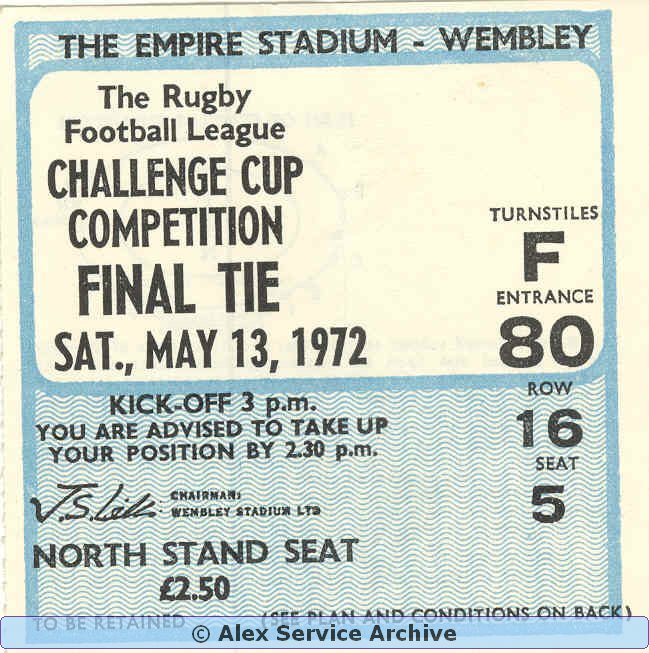 THE EMPIRE STADIUM - WEMBLEY
The Rugby
Football League
CHALLENGE CUP
COMPETITION
FINAL TIE
SAT., MAY 13, 1972
TURNSTILES
F
ENTRANCE
80
ROW
16
SEAT
5
KICK-OFF 3 p.m.
YOU ARE ADVISED TO TAKE UP
YOUR POSITION BY 2.30 p.m.
CHAIRMAN:
WEMBLEY STADIUM LTD
NORTH STAND SEAT
£2.50
TO BE RETAINED (SEE PLAN AND CONDITIONS ON BACK)
© Alex Service Archive